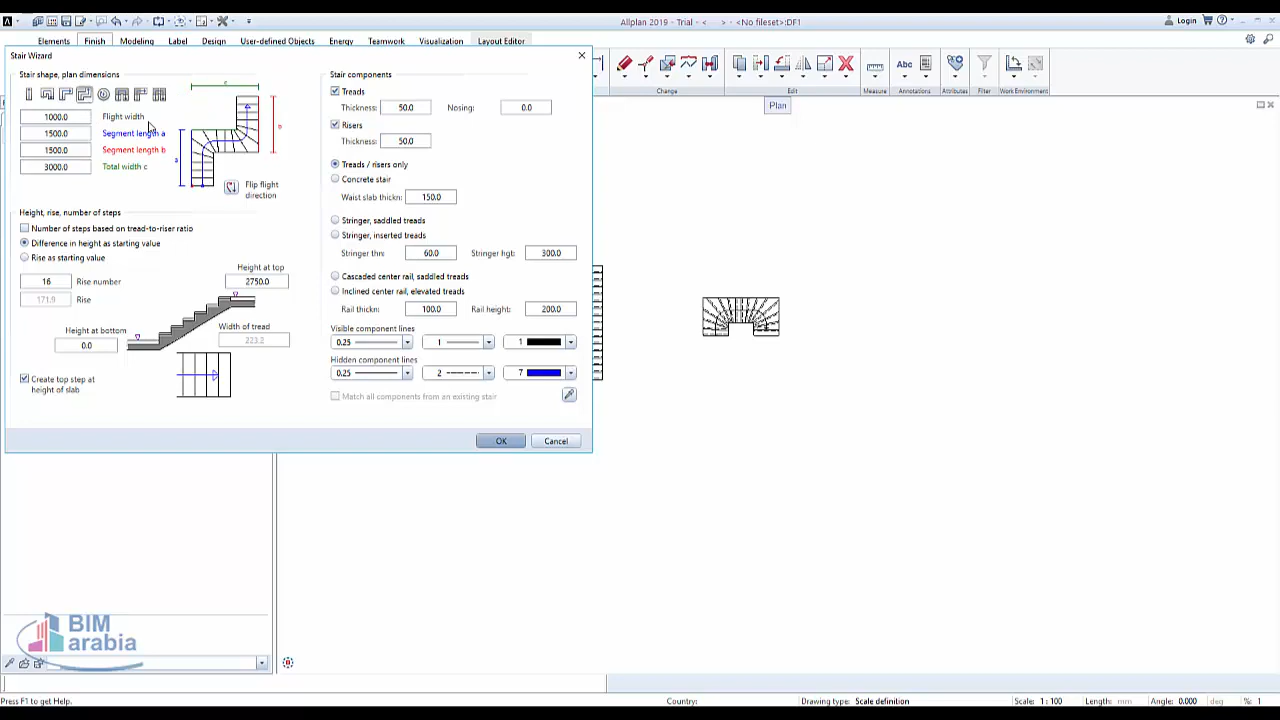 Allplan 2019 - Trial - < > - <No fileset>:DF1
Login
Elements
Finish
Modeling
Label
Design
User-defined Objects
Energy
Teamwork
Visualization
Layout Editor
Stair Wizard
Stair shape, plan dimensions
c
1000.0 Flight width
1500.0 Segment length a
1500.0 Segment length b
3000.0 Total width c
Flip flight
direction
Height, rise, number of steps
Number of steps based on tread-to-riser ratio
Difference in height as starting value
Rise as starting value
Height at top
16 Rise number 2750.0
171.9 Rise
Height at bottom
Width of tread
0.0
223.2
Create top step at
height of slab
Stair components
Treads
Thickness: 50.0 Nosing: 0.0
Risers
Thickness: 50.0
Treads / risers only
Concrete stair
Waist slab thickn: 150.0
Stringer, saddled treads
Stringer, inserted treads
Stringer thn: 60.0 Stringer hgt: 300.0
Cascaded center rail, saddled treads
Inclined center rail, elevated treads
Rail thickn: 100.0 Rail height: 200.0
Visible component lines
0.25 1 1
Hidden component lines
0.25 2 7
Match all components from an existing stair
OK
Cancel
Abc
Change
Edit
Measure
Annotations
Attributes
Filter
Work Environment
Plan
BIM
arabia
Press F1 to get Help.
Country:
Drawing type: Scale definition
Scale: 1 : 100
Length: mm
Angle: 0.000 deg
%: 1